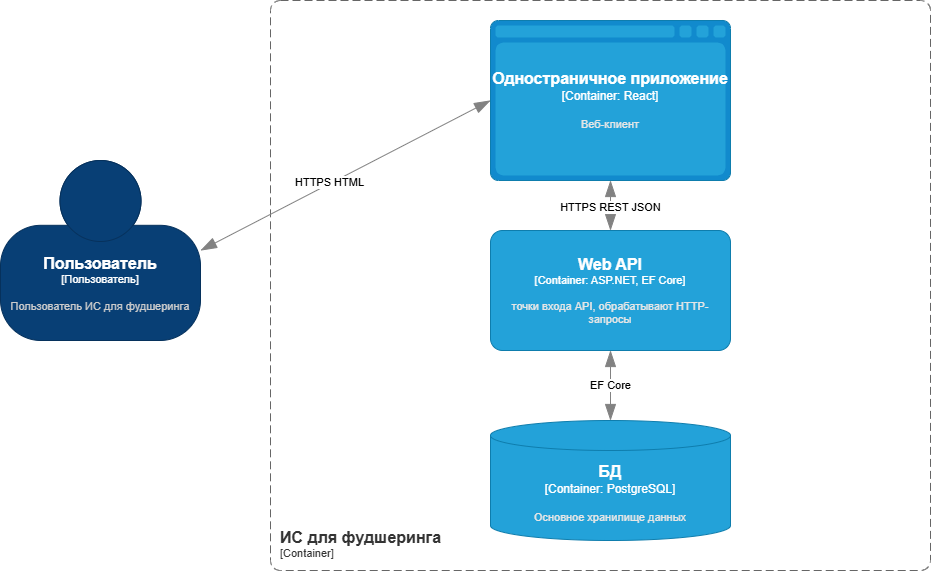 Одностраничное приложение
[Container: React]
Веб-клиент
HTTPS HTML
HTTPS REST JSON
Пользователь
[Пользователь]
Пользователь ИС для фудшеринга
Web API
[Container: ASP.NET, EF Core]
точки входа API, обрабатывают HTTP-
запросы
EF Core
БД
[Container: PostgreSQL]
Основное хранилище данных
ИС для фудшеринга
[Container]